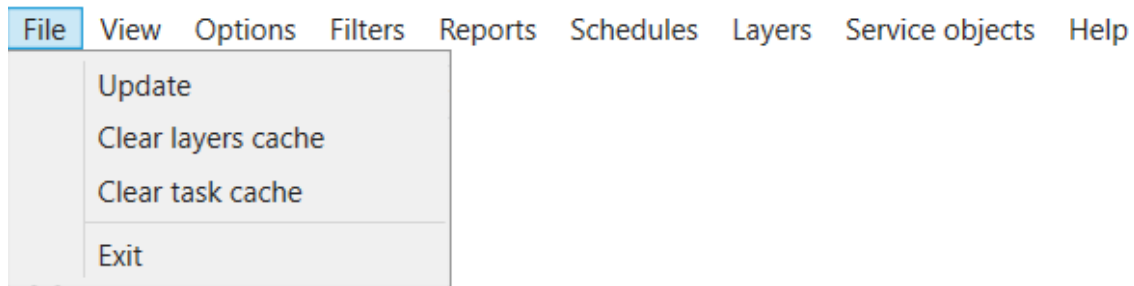 File View Options Filters Reports Schedules Layers Service objects Help
Update
Clear layers cache
Clear task cache
Exit